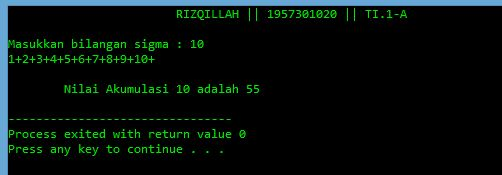 RIZQILLAH || 1957301020 || TI.1-A
Masukkan bilangan sigma : 10
1+2+3+4+5+6+7+8+9+10+
Nilai Akumulasi 10 adalah 55
--------------------------------
Process exited with return value 0
Press any key to continue . . .